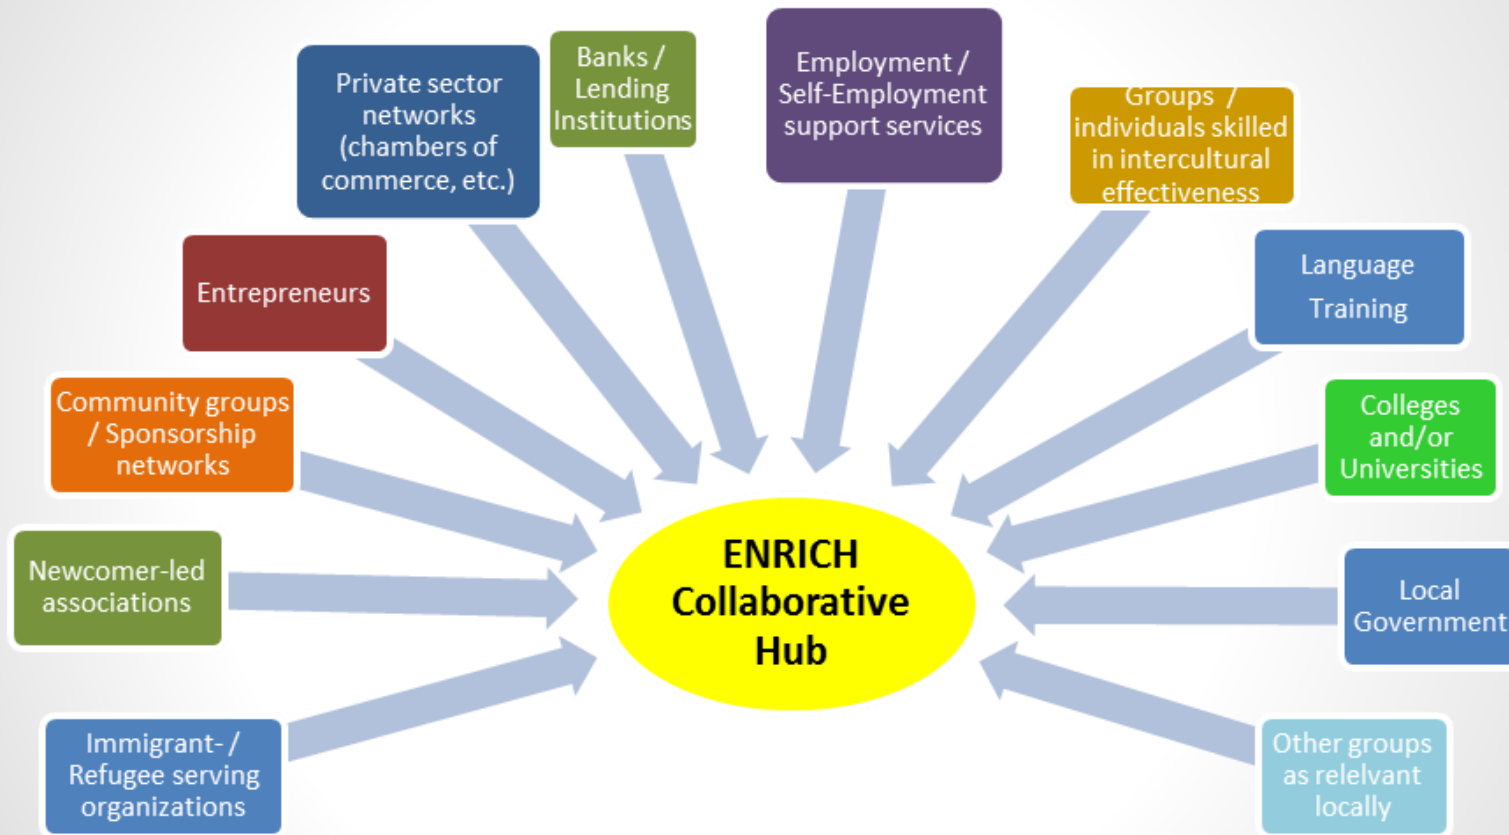 Private sector
networks
(chambers of
commerce, etc.)
Banks /
Lending
Institutions
Employment /
Self-Employment
support services
Groups /
individuals skilled
in intercultural
effectiveness
Entrepreneurs
Language
Training
Community groups
/ Sponsorship
networks
Colleges
and/or
Universities
Newcomer-led
associations
ENRICH
Collaborative
Hub
Local
Government
Immigrant- /
Refugee serving
organizations
Other groups
as relelvant
locally